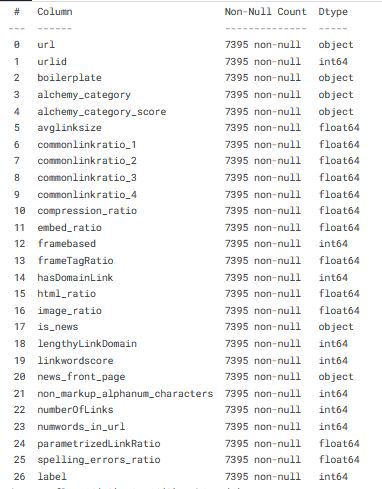 #   Column                          Non-Null Count  Dtype
--- ------                          --------------  -----
0   url                             7395 non-null   object
1   urlid                           7395 non-null   int64
2   boilerplate                     7395 non-null   object
3   alchemy_category                7395 non-null   object
4   alchemy_category_score          7395 non-null   object
5   avglinksize                     7395 non-null   float64
6   commonlinkratio_1               7395 non-null   float64
7   commonlinkratio_2               7395 non-null   float64
8   commonlinkratio_3               7395 non-null   float64
9   commonlinkratio_4               7395 non-null   float64
10  compression_ratio               7395 non-null   float64
11  embed_ratio                     7395 non-null   float64
12  framebased                      7395 non-null   int64
13  frameTagRatio                   7395 non-null   float64
14  hasDomainLink                   7395 non-null   int64
15  html_ratio                      7395 non-null   float64
16  image_ratio                     7395 non-null   float64
17  is_news                         7395 non-null   object
18  lengthyLinkDomain               7395 non-null   int64
19  linkwordscore                   7395 non-null   int64
20  news_front_page                 7395 non-null   object
21  non_markup_alphanum_characters  7395 non-null   int64
22  numberOfLinks                   7395 non-null   int64
23  numwords_in_url                 7395 non-null   int64
24  parametrizedLinkRatio           7395 non-null   float64
25  spelling_errors_ratio           7395 non-null   float64
26  label                           7395 non-null   int64